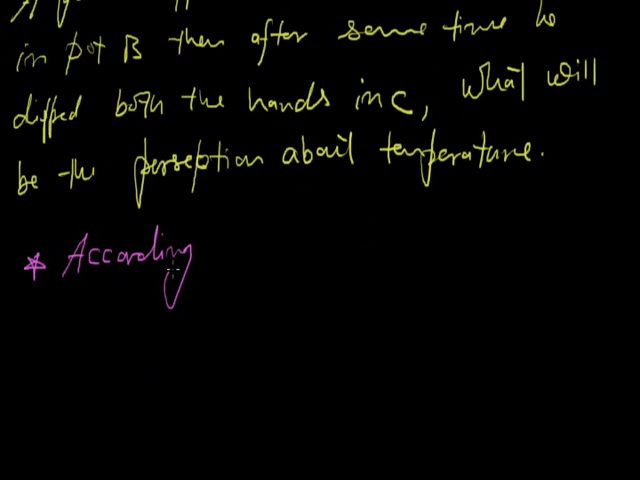 in pot B then after some time he
dipped both the hands in C, what will
be the perseption about temperature.
* According